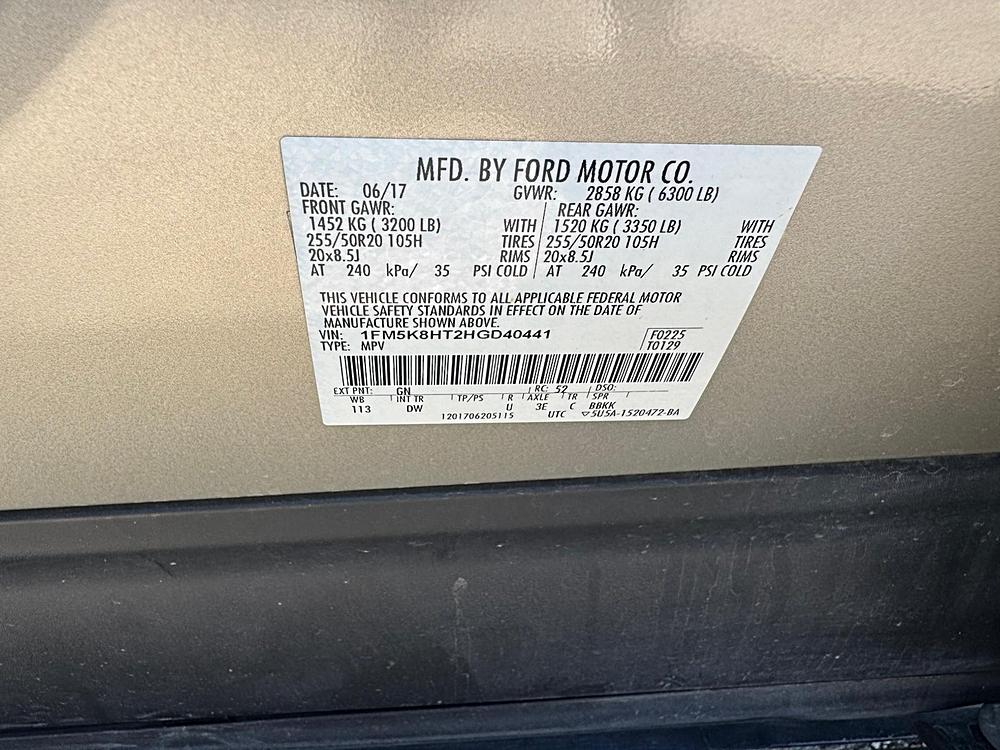 MFD. BY FORD MOTOR CO.
DATE: 06/17 GVWR: 2858 KG ( 6300 LB)
FRONT GAWR: REAR GAWR:
1452 KG ( 3200 LB) WITH 1520 KG ( 3350 LB) WITH
255/50R20 105H TIRES 255/50R20 105H TIRES
20x8.5J RIMS 20x8.5J RIMS
AT 240 kPa/ 35 PSI COLD AT 240 kPa/ 35 PSI COLD
THIS VEHICLE CONFORMS TO ALL APPLICABLE FEDERAL MOTOR
VEHICLE SAFETY STANDARDS IN EFFECT ON THE DATE OF
MANUFACTURE SHOWN ABOVE.
VIN: 1FM5K8HT2HGD40441 F0225
TYPE: MPV T0129
EXT PNT: GN RC: 52 DSO:
WB INT TR TP/PS R AXLE TR SPR
113 DW U 3E C BBKK
1201706205115 UTC ▽5U5A-1520472-BA